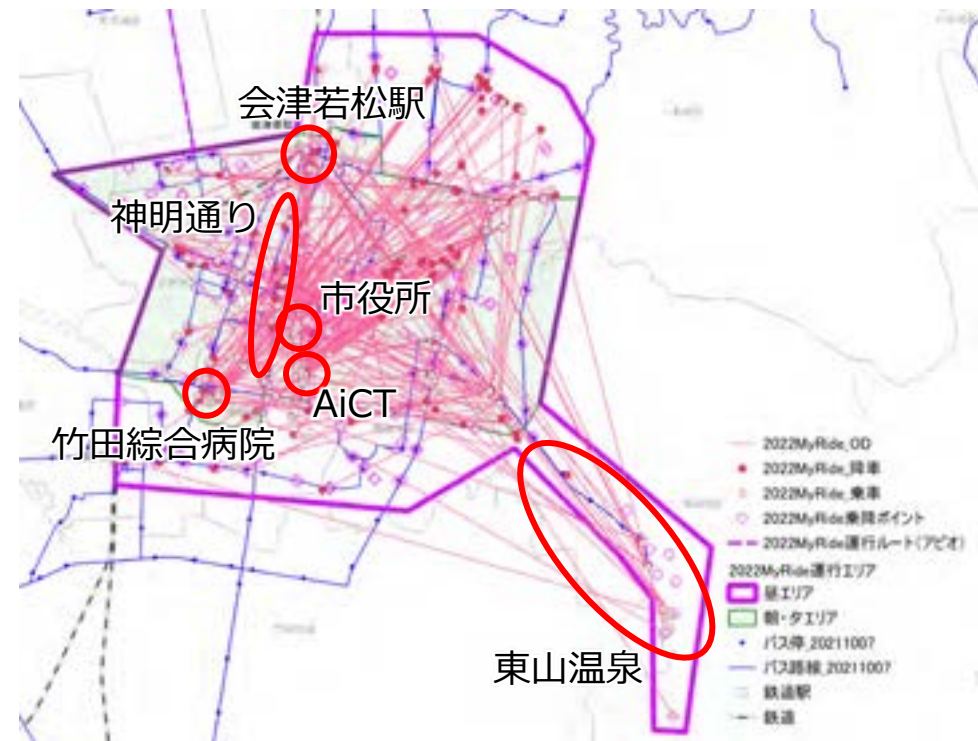 会津若松駅
神明通り
市役所
AiCT
竹田綜合病院
東山温泉
2022MyRide_OD
2022MyRide_降車
2022MyRide_乗車
2022MyRide乗降ポイント
2022MyRide運行ルート(アピオ)
2022MyRide運行エリア
昼エリア
朝・夕エリア
バス停_20211007
バス路線_20211007
鉄道駅
鉄道